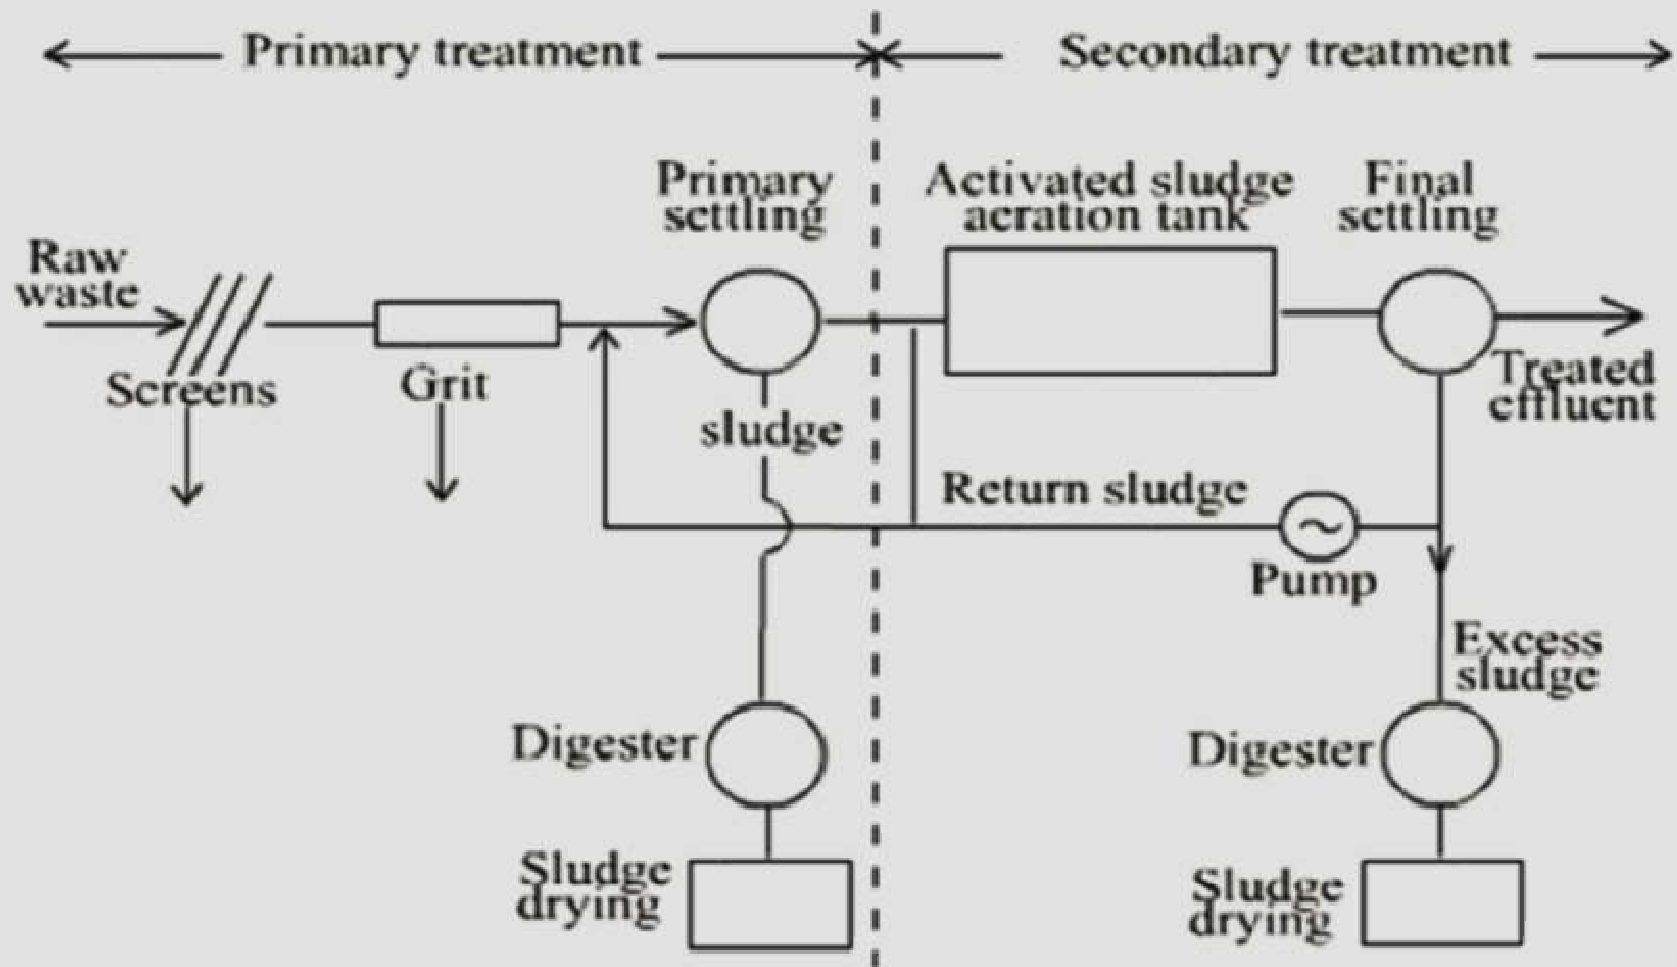 Primary treatment
Secondary treatment
Primary
settling
Activated sludge
aeration tank
Final
settling
Raw
waste
Screens
Grit
sludge
Treated
effluent
Return sludge
Pump
Excess
sludge
Digester
Digester
Sludge
drying
Sludge
drying